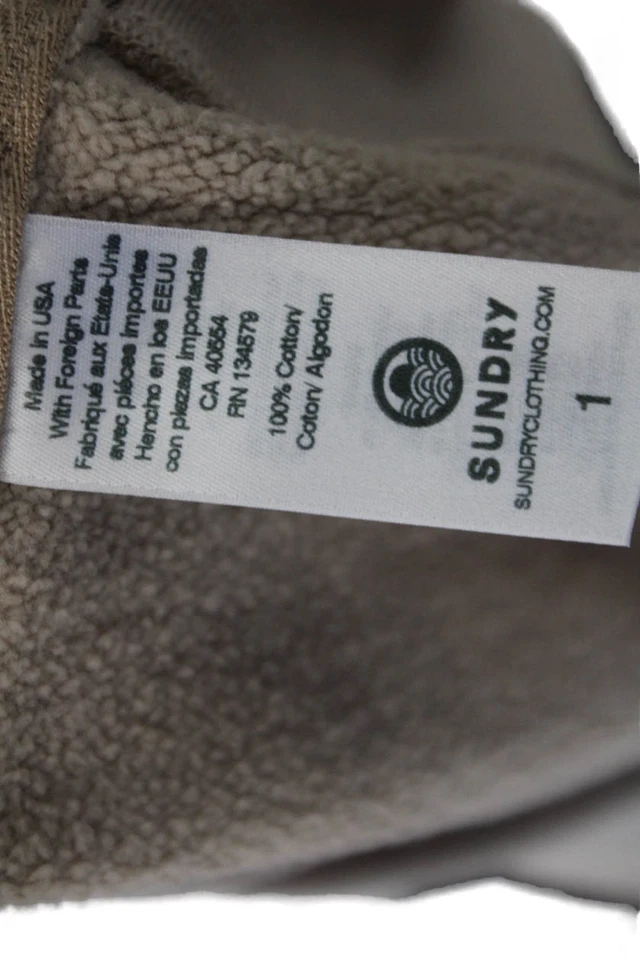 Made in USA
With Foreign Parts
Fabriqué aux Etats-Unis
avec pièces importes
Hencho en los EEUU
con piezas importadas
CA 40554
RN 134579
100% Cotton/
Coton/ Algodon
SUNDRY
SUNDRYCLOTHING.COM
1